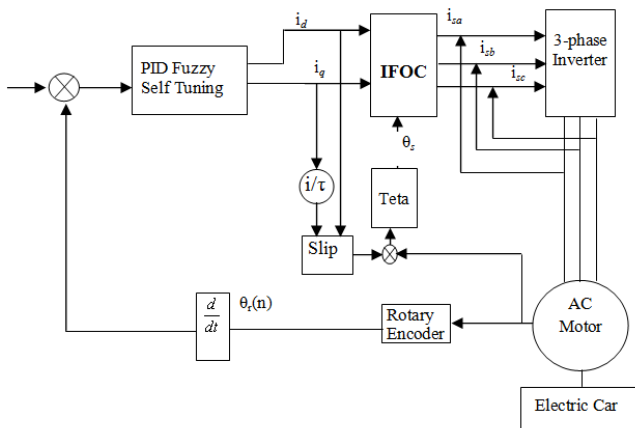 i_d
i_sa
3-phase
Inverter
PID Fuzzy
Self Tuning
i_q
IFOC
i_sb
i_sc
θ_s
i/τ
Teta
Slip
d
dt
θ_r(n)
Rotary
Encoder
AC
Motor
Electric Car